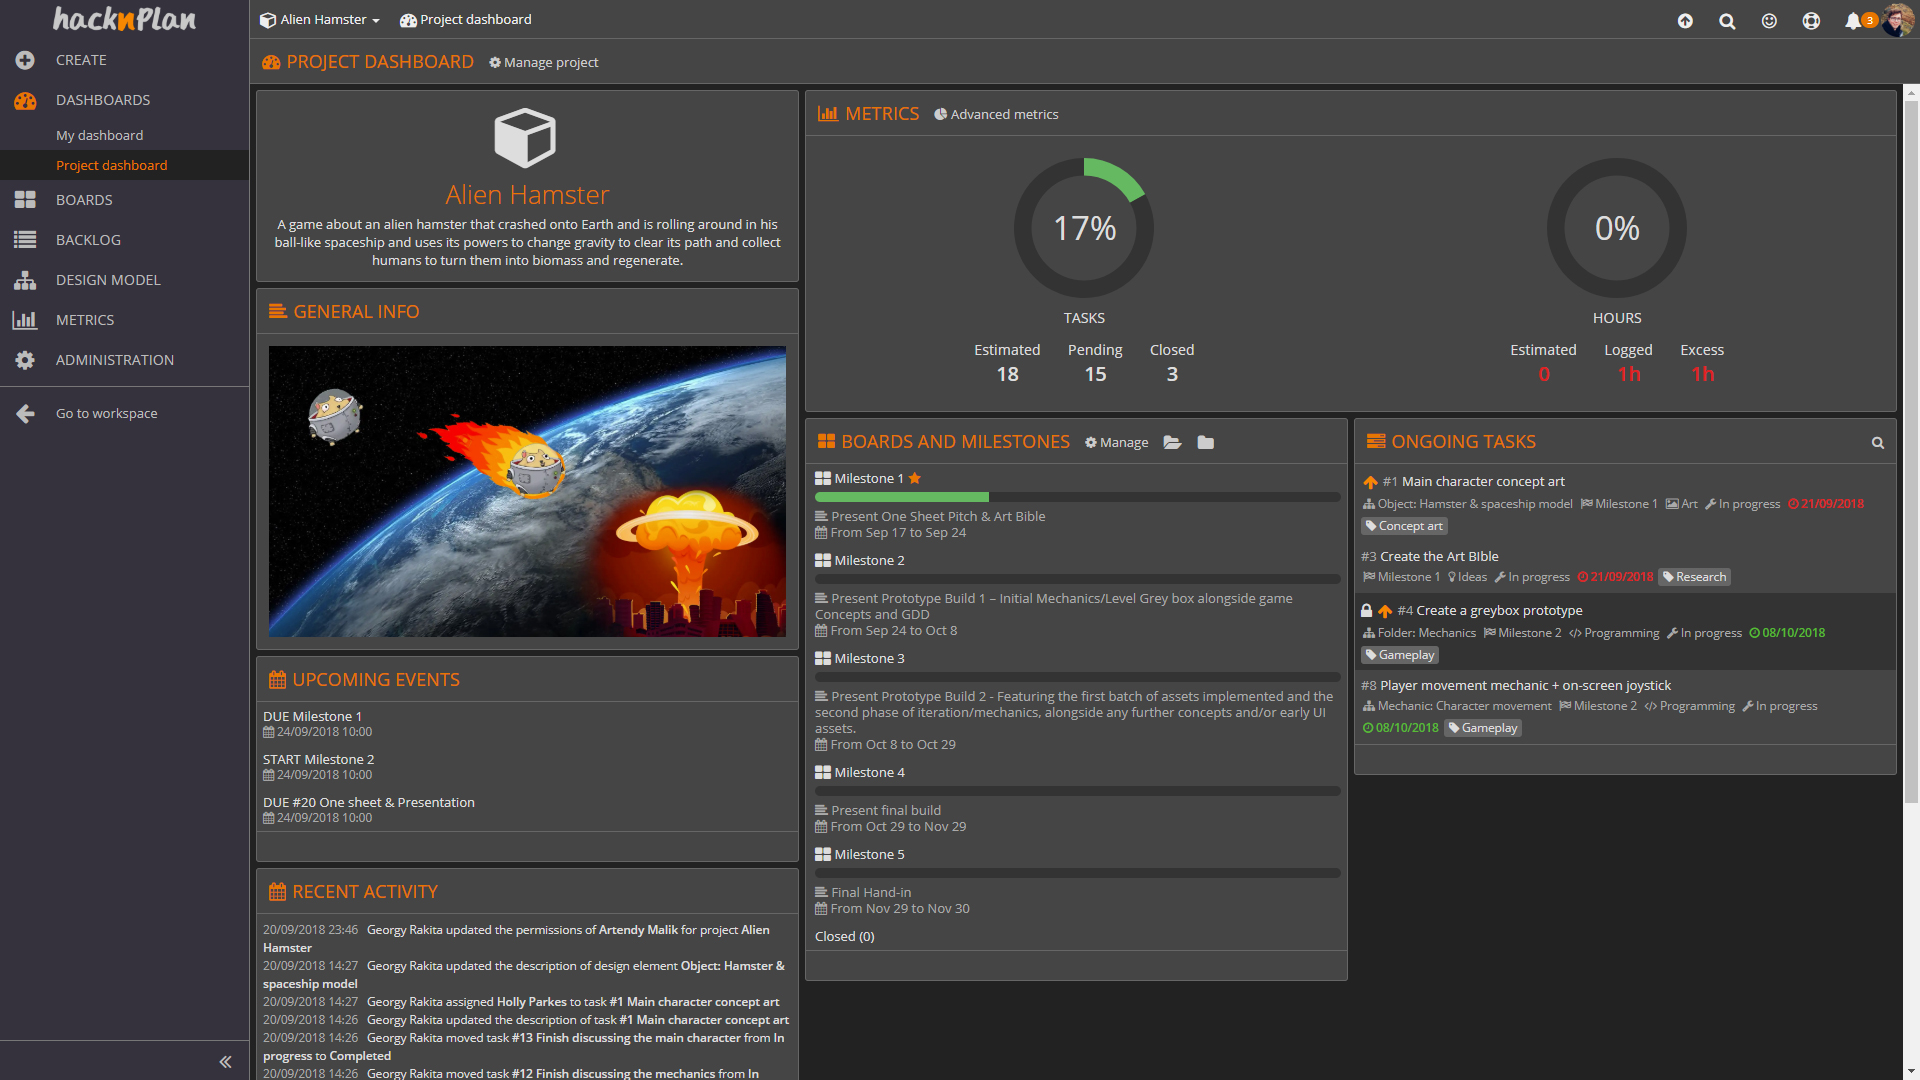 hacknPlan
CREATE
DASHBOARDS
My dashboard
Project dashboard
BOARDS
BACKLOG
DESIGN MODEL
METRICS
ADMINISTRATION
Go to workspace
Alien Hamster
Project dashboard
3
PROJECT DASHBOARD
Manage project
Alien Hamster
A game about an alien hamster that crashed onto Earth and is rolling around in his
ball-like spaceship and uses its powers to change gravity to clear its path and collect
humans to turn them into biomass and regenerate.
GENERAL INFO
UPCOMING EVENTS
DUE Milestone 1
24/09/2018 10:00
START Milestone 2
24/09/2018 10:00
DUE #20 One sheet & Presentation
24/09/2018 10:00
RECENT ACTIVITY
20/09/2018 23:46 Georgy Rakita updated the permissions of Artendy Malik for project Alien
Hamster
20/09/2018 14:27 Georgy Rakita updated the description of design element Object: Hamster &
spaceship model
20/09/2018 14:27 Georgy Rakita assigned Holly Parkes to task #1 Main character concept art
20/09/2018 14:26 Georgy Rakita updated the description of task #1 Main character concept art
20/09/2018 14:26 Georgy Rakita moved task #13 Finish discussing the main character from In
progress to Completed
20/09/2018 14:26 Georgy Rakita moved task #12 Finish discussing the mechanics from In
METRICS
Advanced metrics
17%
TASKS
Estimated Pending Closed
18 15 3
0%
HOURS
Estimated Logged Excess
0 1h 1h
BOARDS AND MILESTONES
Manage
Milestone 1
Present One Sheet Pitch & Art Bible
From Sep 17 to Sep 24
Milestone 2
Present Prototype Build 1 – Initial Mechanics/Level Grey box alongside game
Concepts and GDD
From Sep 24 to Oct 8
Milestone 3
Present Prototype Build 2 - Featuring the first batch of assets implemented and the
second phase of iteration/mechanics, alongside any further concepts and/or early UI
assets.
From Oct 8 to Oct 29
Milestone 4
Present final build
From Oct 29 to Nov 29
Milestone 5
Final Hand-in
From Nov 29 to Nov 30
Closed (0)
ONGOING TASKS
#1 Main character concept art
Object: Hamster & spaceship model Milestone 1 Art In progress 21/09/2018
Concept art
#3 Create the Art BIble
Milestone 1 Ideas In progress 21/09/2018 Research
#4 Create a greybox prototype
Folder: Mechanics Milestone 2 Programming In progress 08/10/2018
Gameplay
#8 Player movement mechanic + on-screen joystick
Mechanic: Character movement Milestone 2 Programming In progress
08/10/2018 Gameplay